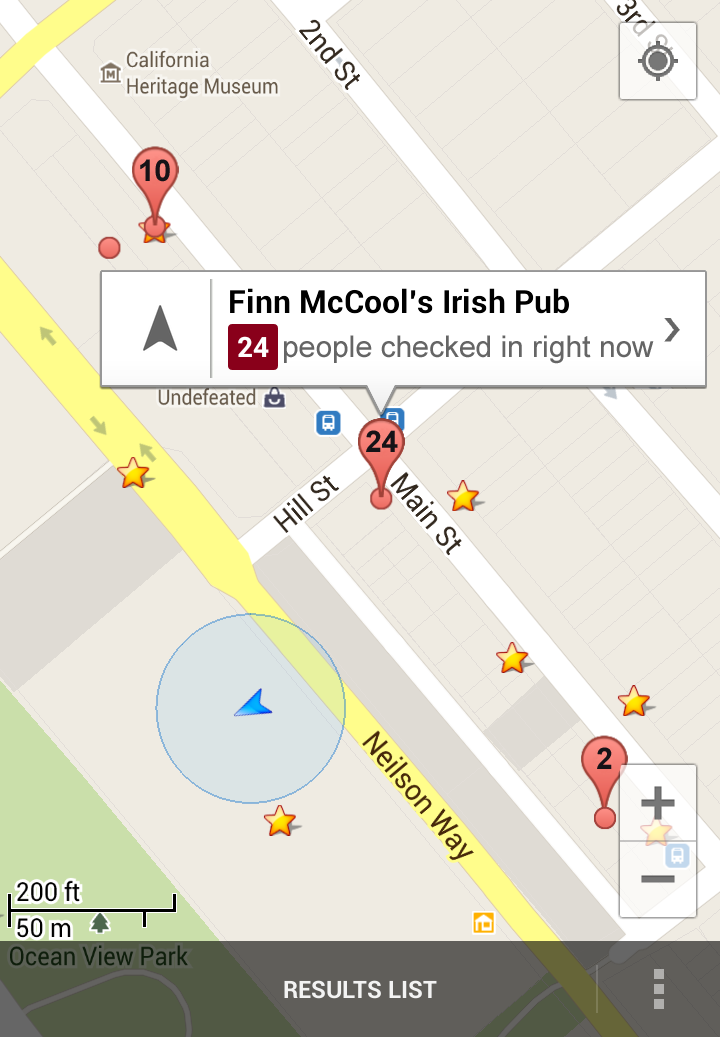 3rd St
2nd St
California
Heritage Museum
10
Finn McCool's Irish Pub
24 people checked in right now
Undefeated
24
Hill St
Main St
2
Neilson Way
200 ft
50 m
Ocean View Park
RESULTS LIST